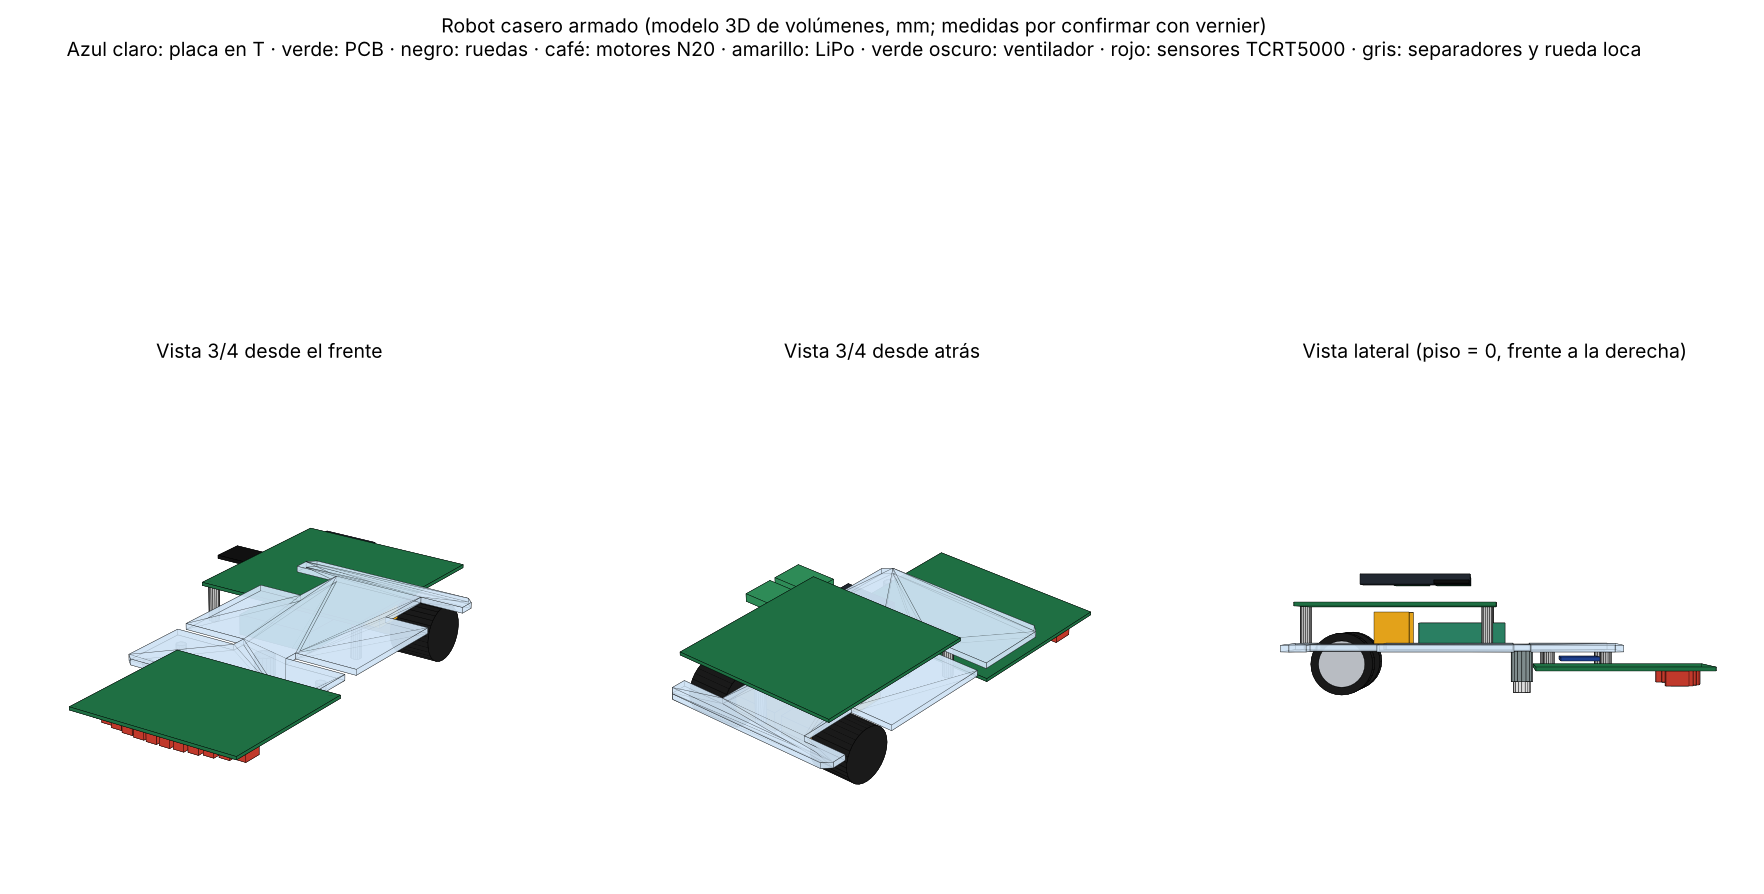 Robot casero armado (modelo 3D de volúmenes, mm; medidas por confirmar con vernier)
Azul claro: placa en T · verde: PCB · negro: ruedas · café: motores N20 · amarillo: LiPo · verde oscuro: ventilador · rojo: sensores TCRT5000 · gris: separadores y rueda loca
Vista 3/4 desde el frente
Vista 3/4 desde atrás
Vista lateral (piso = 0, frente a la derecha)